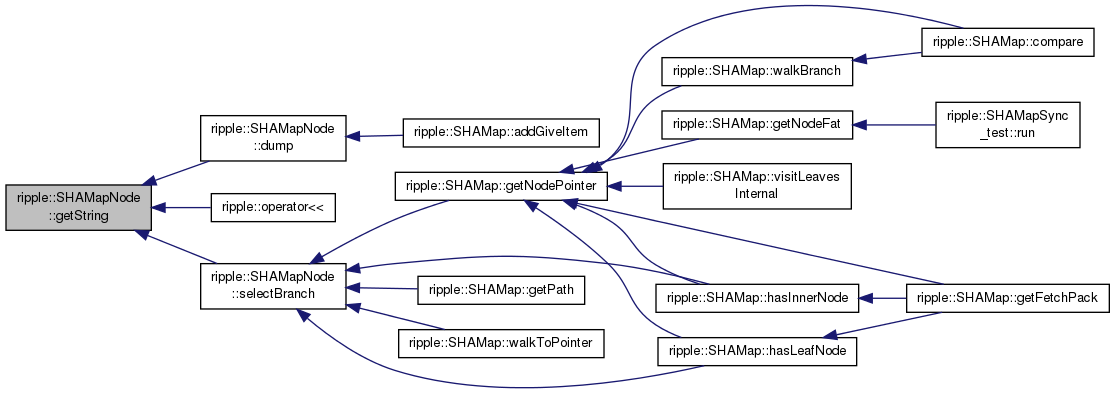 ripple::SHAMapNode
::getString
ripple::SHAMapNode
::dump
ripple::operator<<
ripple::SHAMapNode
::selectBranch
ripple::SHAMap::addGiveItem
ripple::SHAMap::getNodePointer
ripple::SHAMap::getPath
ripple::SHAMap::walkToPointer
ripple::SHAMap::walkBranch
ripple::SHAMap::getNodeFat
ripple::SHAMap::visitLeaves
Internal
ripple::SHAMap::hasInnerNode
ripple::SHAMap::hasLeafNode
ripple::SHAMap::compare
ripple::SHAMapSync
_test::run
ripple::SHAMap::getFetchPack